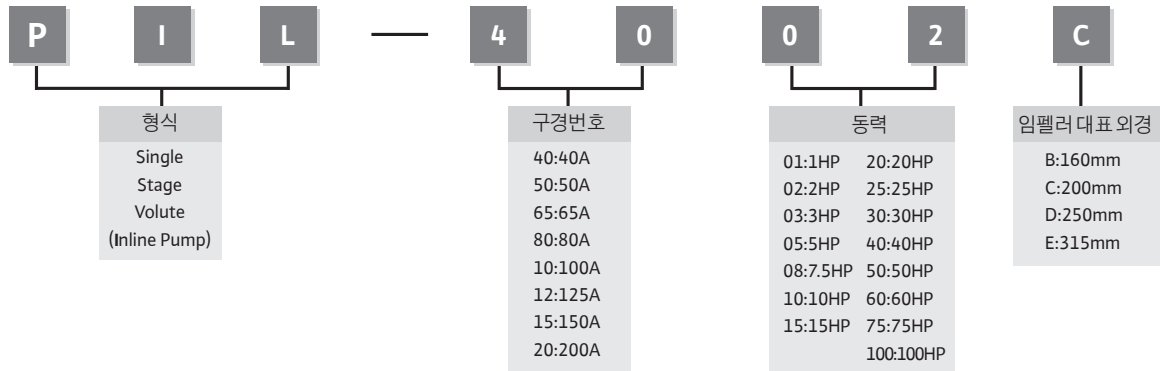 P I L — 4 0 0 2 C
형식
Single
Stage
Volute
(Inline Pump)
구경번호
40:40A
50:50A
65:65A
80:80A
10:100A
12:125A
15:150A
20:200A
동력
01:1HP 20:20HP
02:2HP 25:25HP
03:3HP 30:30HP
05:5HP 40:40HP
08:7.5HP 50:50HP
10:10HP 60:60HP
15:15HP 75:75HP
100:100HP
임펠러 대표 외경
B:160mm
C:200mm
D:250mm
E:315mm